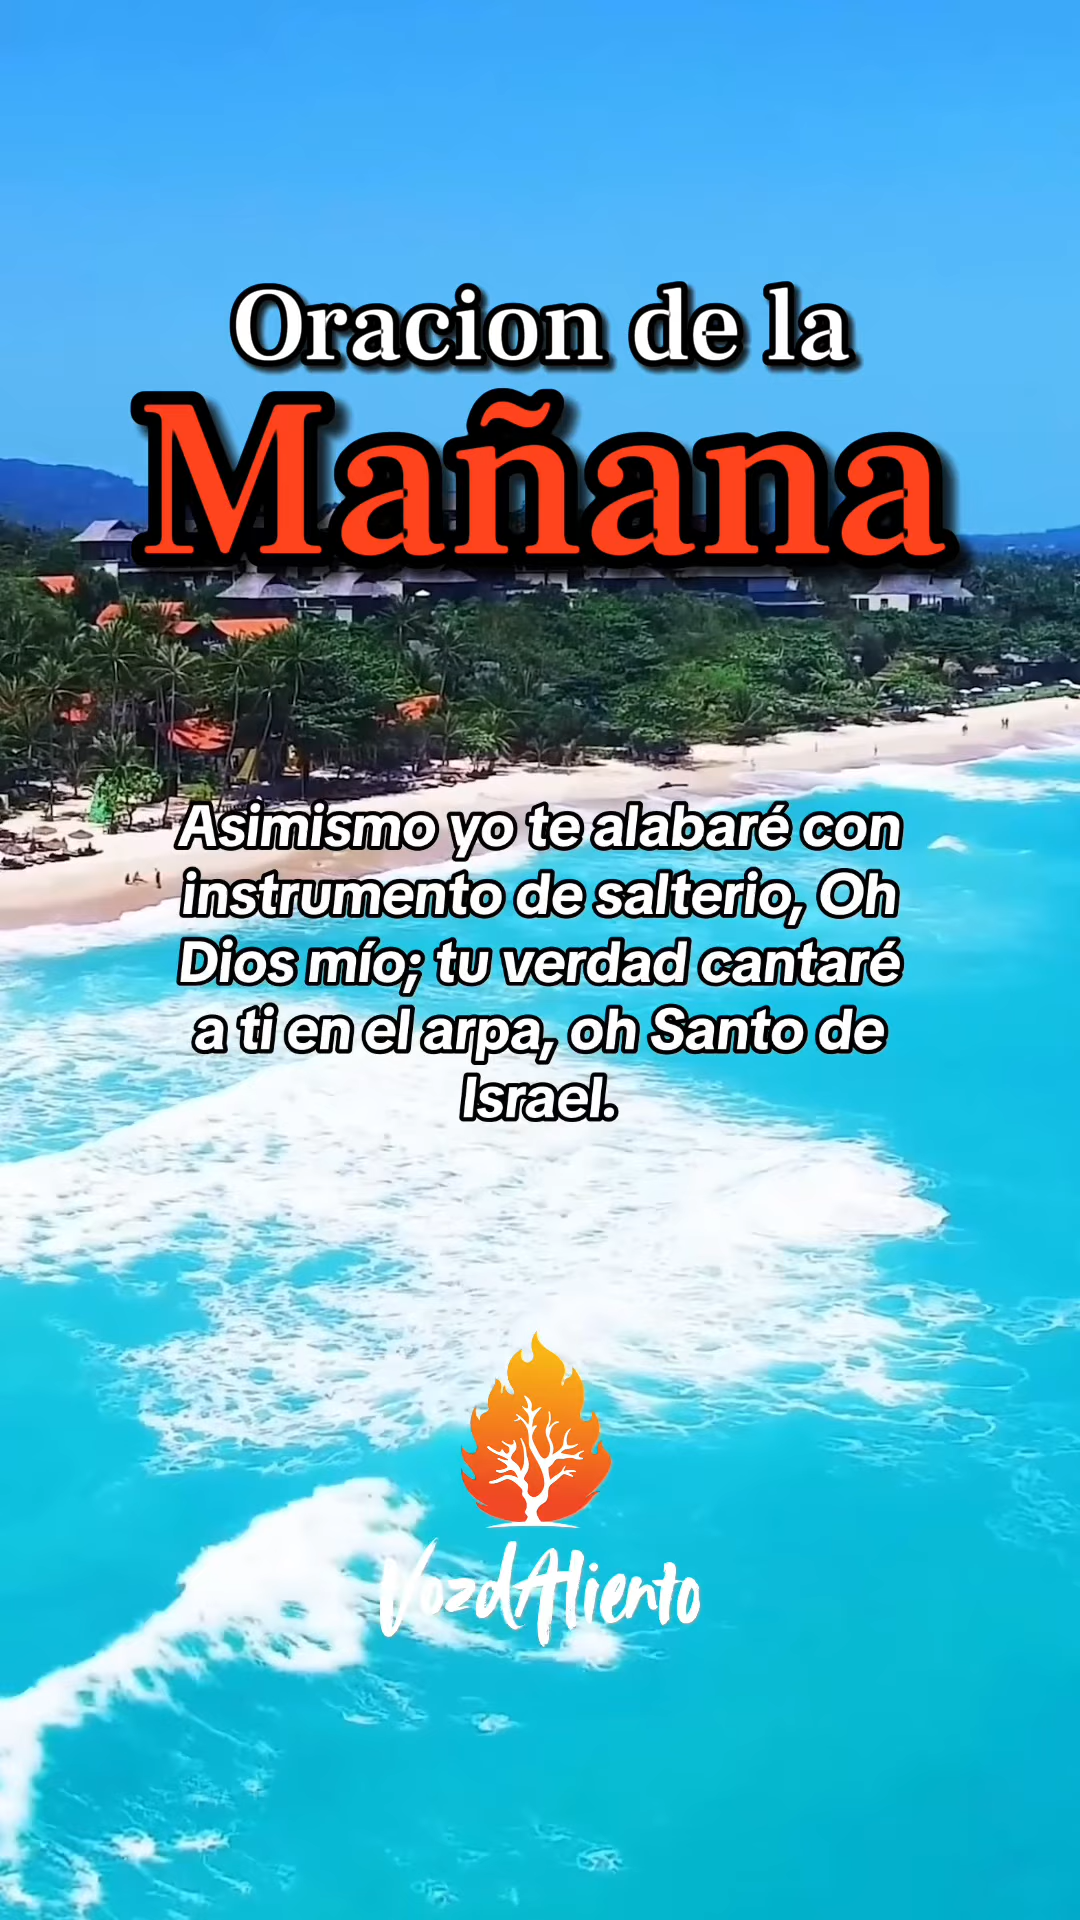 Oracion de la
Mañana
Asimismo yo te alabaré con
instrumento de salterio, Oh
Dios mío; tu verdad cantaré
a ti en el arpa, oh Santo de
Israel.
VozdAliento